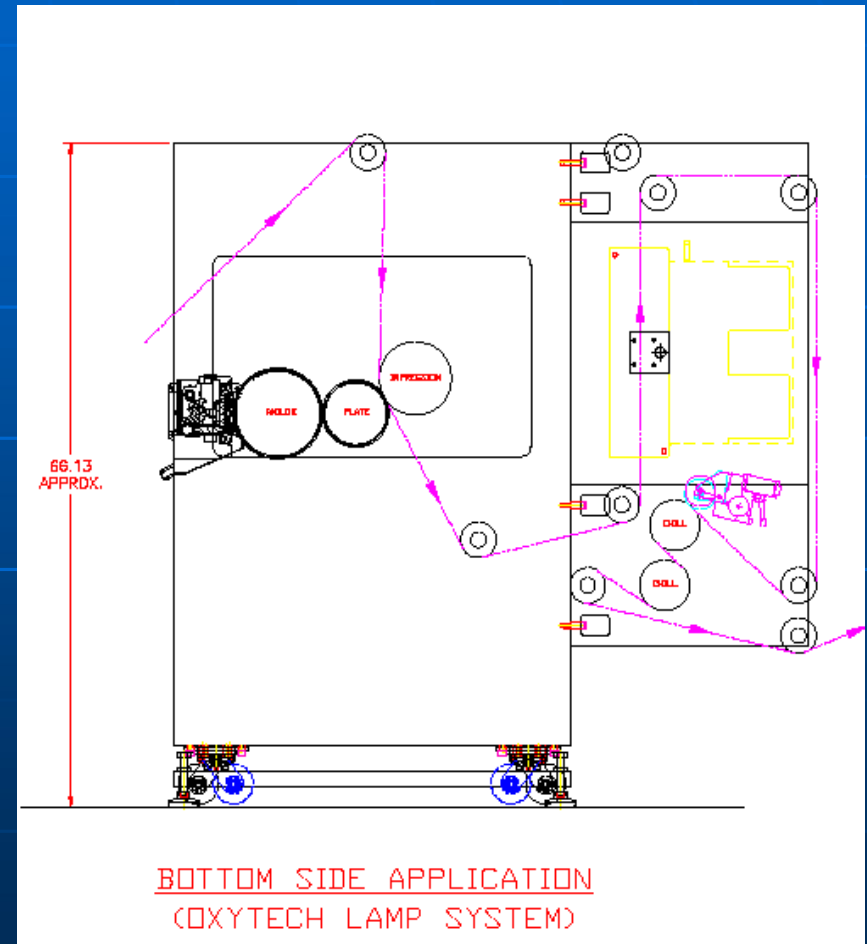 ANILOX
PLATE
IMPRESSION
66.13
APPROX.
CHILL
CHILL
BOTTOM SIDE APPLICATION
(OXYTECH LAMP SYSTEM)